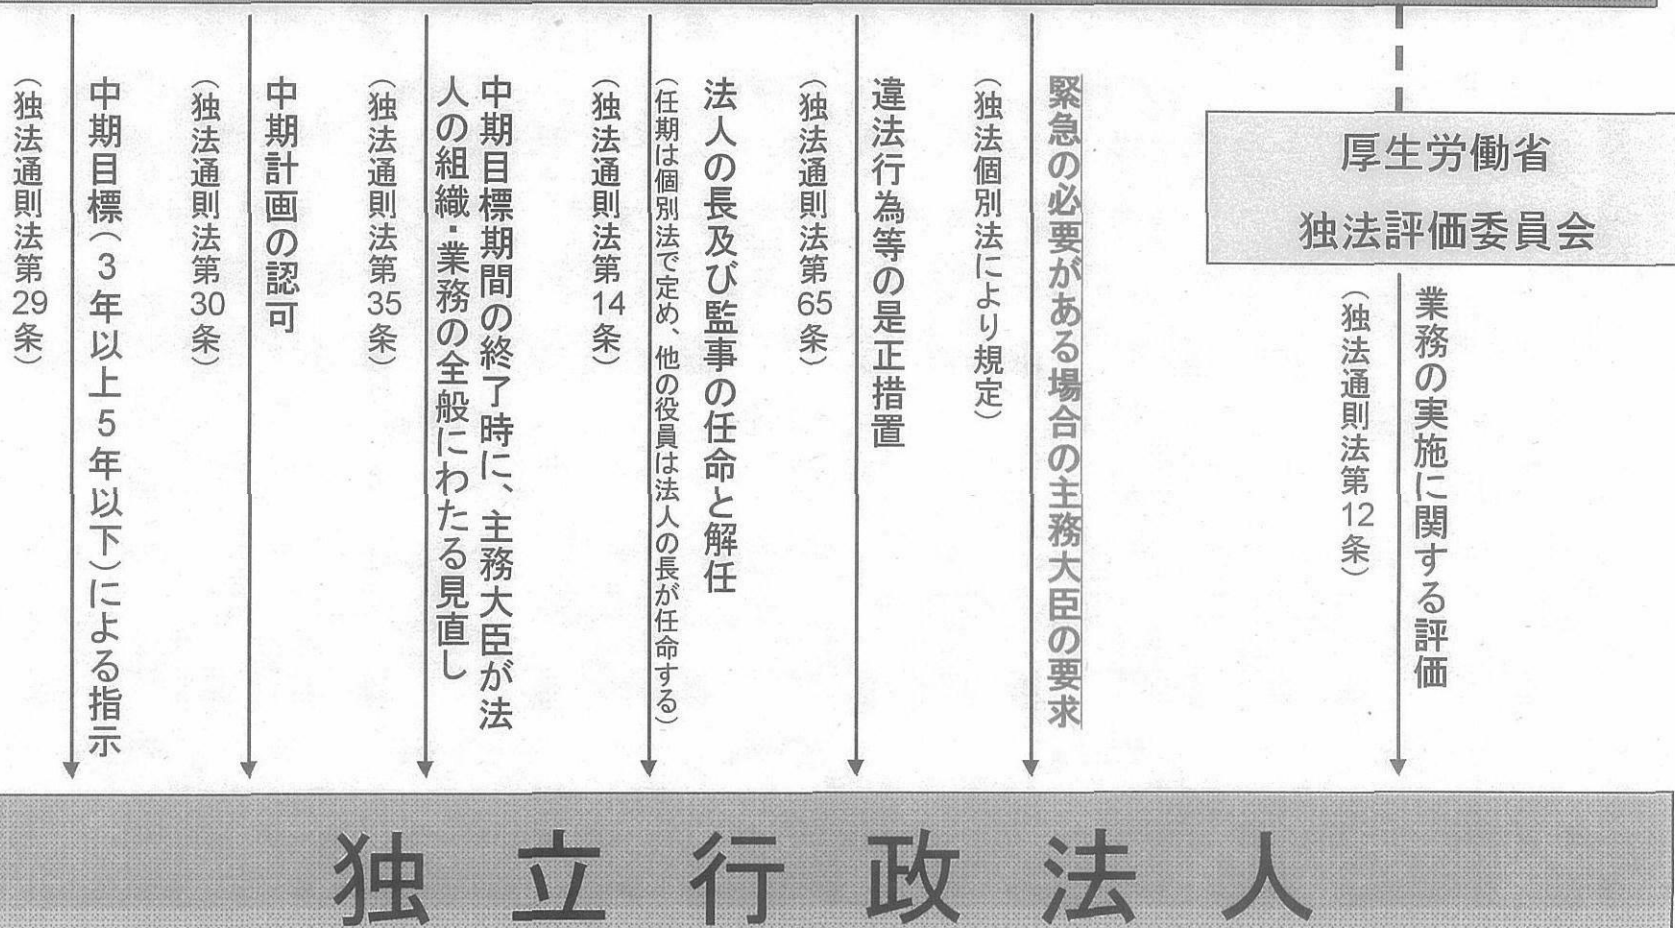 中期目標（３年以上５年以下）による指示
（独法通則法第29条）
中期計画の認可
（独法通則法第30条）
中期目標期間の終了時に、主務大臣が法
人の組織・業務の全般にわたる見直し
（独法通則法第35条）
法人の長及び監事の任命と解任
（任期は個別法で定め、他の役員は法人の長が任命する）
（独法通則法第14条）
違法行為等の是正措置
（独法通則法第65条）
緊急の必要がある場合の主務大臣の要求
（独法個別法により規定）
厚生労働省
独法評価委員会
業務の実施に関する評価
（独法通則法第12条）
独立行政法人